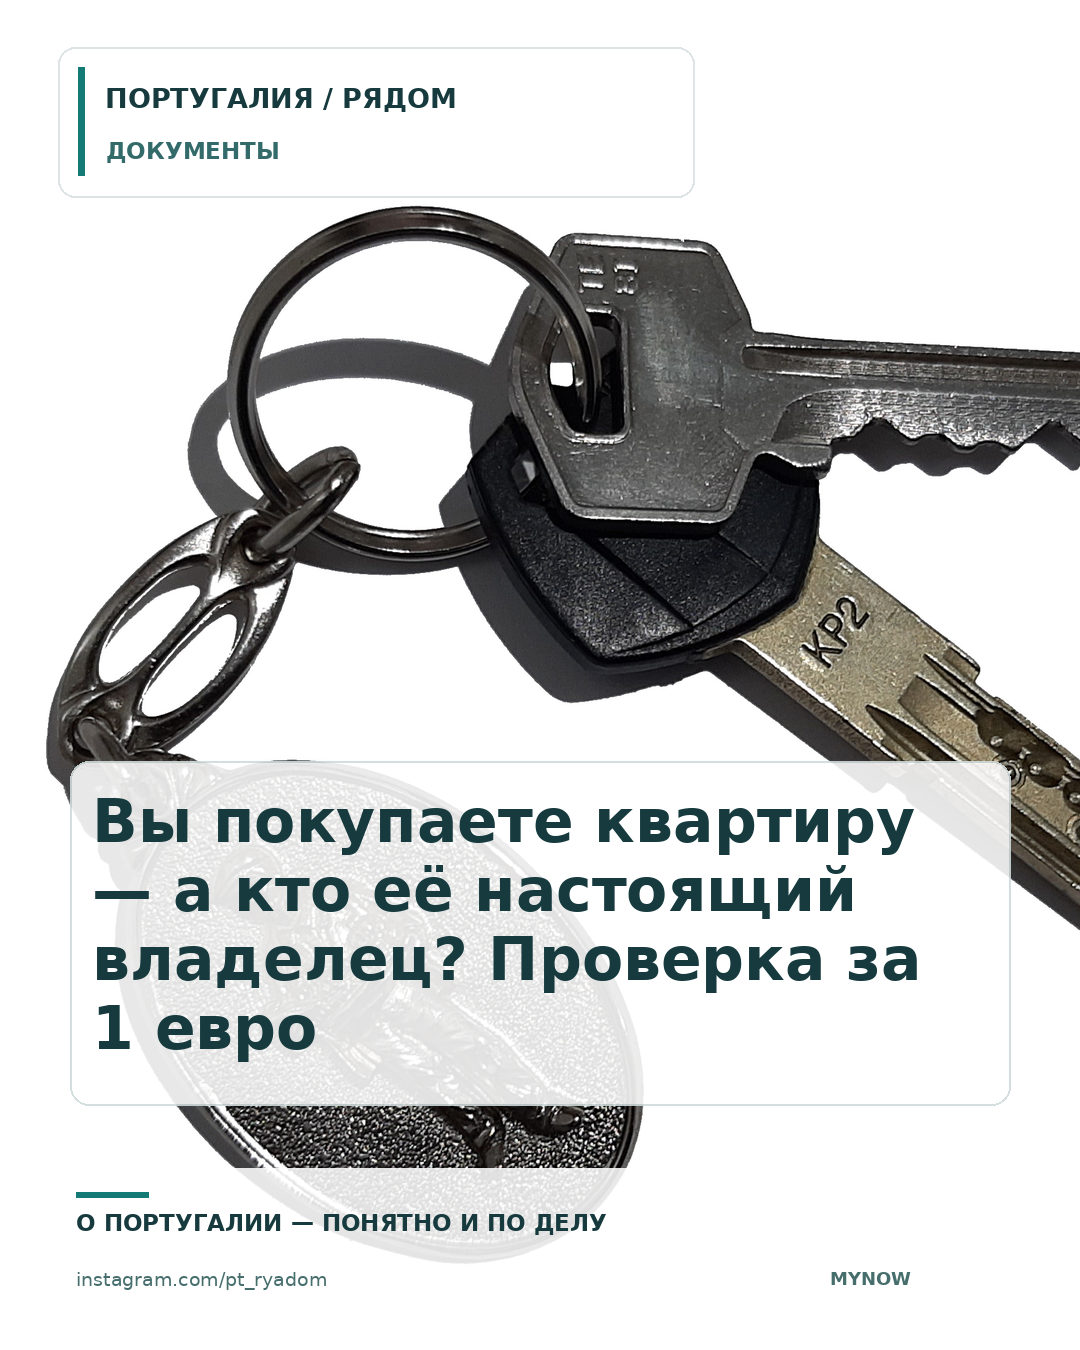 ПОРТУГАЛИЯ / РЯДОМ
ДОКУМЕНТЫ
KP2
Вы покупаете квартиру
— а кто её настоящий
владелец? Проверка за
1 евро
О ПОРТУГАЛИИ — ПОНЯТНО И ПО ДЕЛУ
instagram.com/pt_ryadom
MYNOW